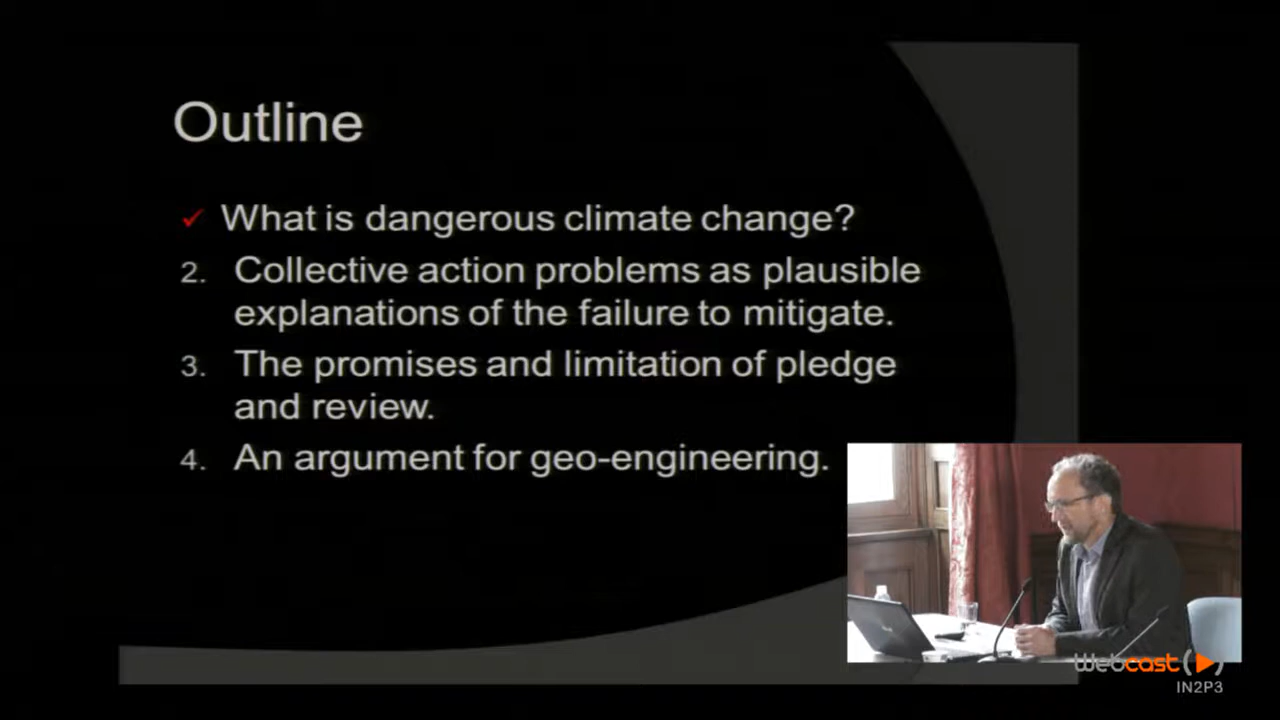 Outline
✓ What is dangerous climate change?
2. Collective action problems as plausible
explanations of the failure to mitigate.
3. The promises and limitation of pledge
and review.
4. An argument for geo-engineering.
webcast
IN2P3